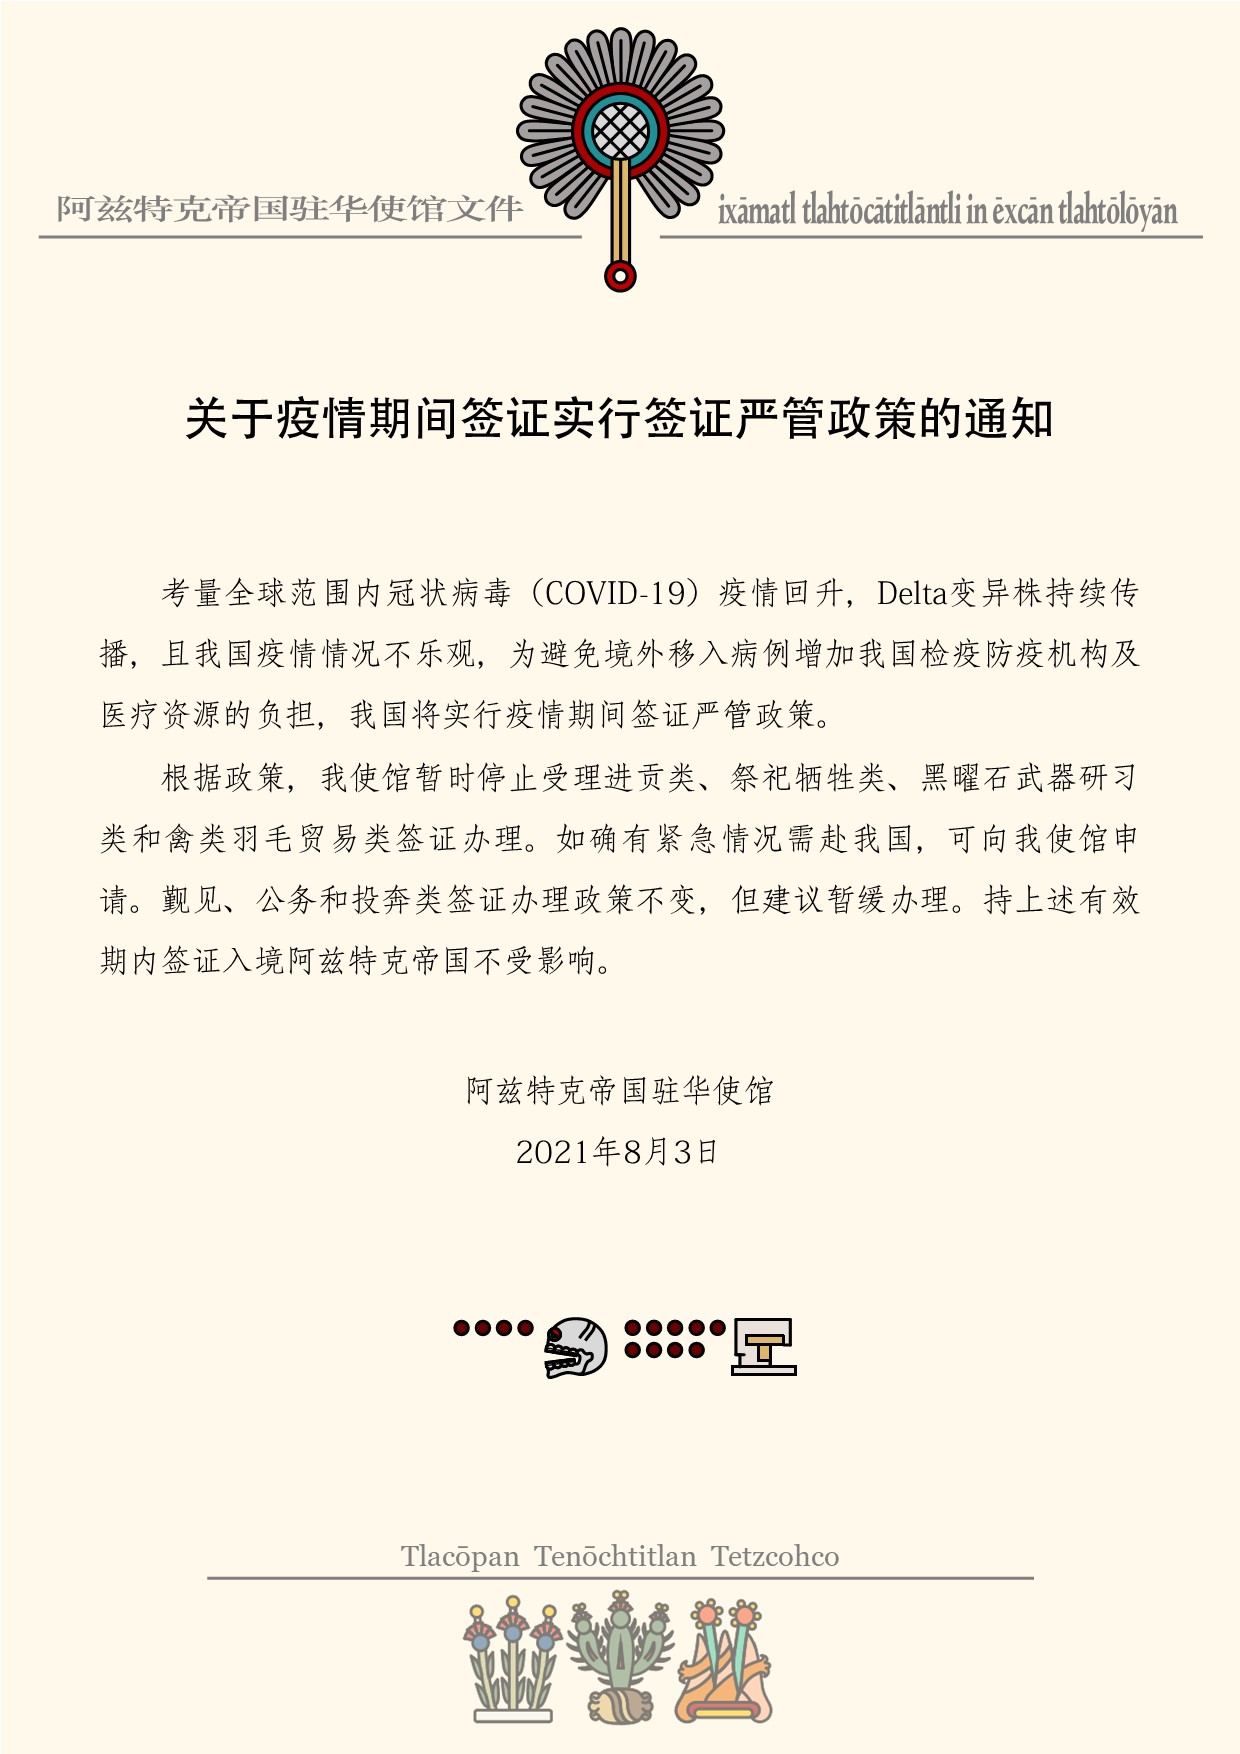 阿兹特克帝国驻华使馆文件
ixāmatl tlahtōcātitlāntli in ēxcān tlahtōlōyān
关于疫情期间签证实行签证严管政策的通知
考量全球范围内冠状病毒（COVID-19）疫情回升，Delta变异株持续传
播，且我国疫情情况不乐观，为避免境外移入病例增加我国检疫防疫机构及
医疗资源的负担，我国将实行疫情期间签证严管政策。
根据政策，我使馆暂时停止受理进贡类、祭祀牺牲类、黑曜石武器研习
类和禽类羽毛贸易类签证办理。如确有紧急情况需赴我国，可向我使馆申
请。觐见、公务和投奔类签证办理政策不变，但建议暂缓办理。持上述有效
期内签证入境阿兹特克帝国不受影响。
阿兹特克帝国驻华使馆
2021年8月3日
Tlacōpan Tenōchtitlan Tetzcohco